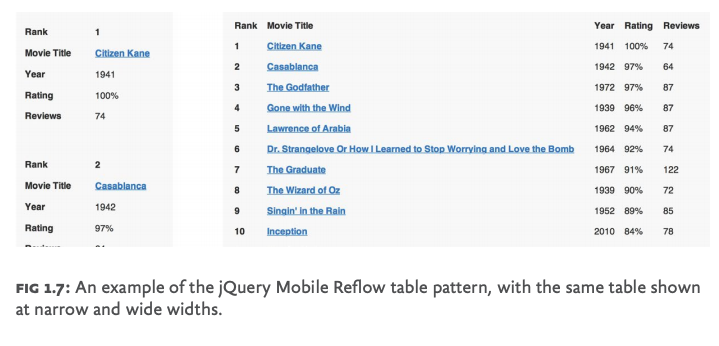 Rank 1
Movie Title Citizen Kane
Year 1941
Rating 100%
Reviews 74
Rank 2
Movie Title Casablanca
Year 1942
Rating 97%
Rank Movie Title Year Rating Reviews
1 Citizen Kane 1941 100% 74
2 Casablanca 1942 97% 64
3 The Godfather 1972 97% 87
4 Gone with the Wind 1939 96% 87
5 Lawrence of Arabia 1962 94% 87
6 Dr. Strangelove Or How I Learned to Stop Worrying and Love the Bomb 1964 92% 74
7 The Graduate 1967 91% 122
8 The Wizard of Oz 1939 90% 72
9 Singin' in the Rain 1952 89% 85
10 Inception 2010 84% 78
FIG 1.7: An example of the jQuery Mobile Reflow table pattern, with the same table shown
at narrow and wide widths.